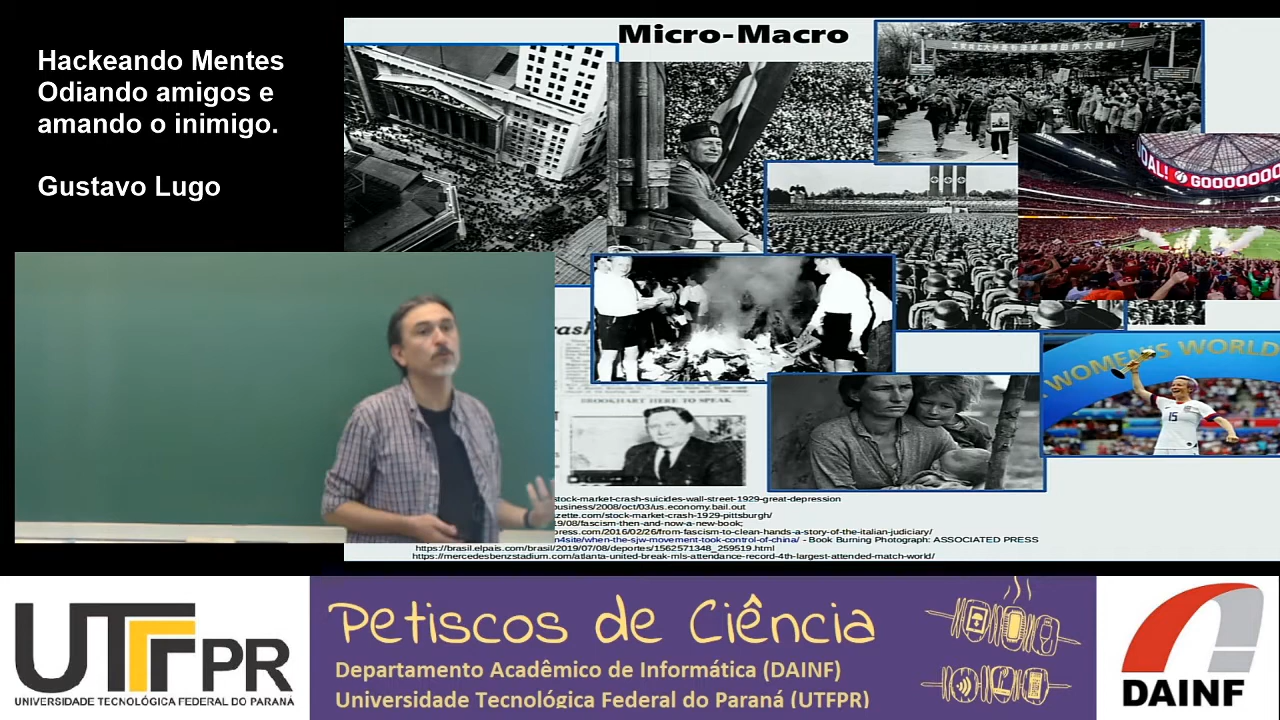 Hackeando Mentes
Odiando amigos e
amando o inimigo.
Gustavo Lugo
Micro-Macro
GOAL! GOOOOOOO
WOMEN'S WORLD
15
BROOKHART HERE TO SPEAK
stock-market-crash-suicides-wall-street-1929-great-depression
business/2008/oct/03/us.economy.bail.out
azette.com/stock-market-crash-1929-pittsburgh/
19/08/fascism-then-and-now-a-new-book;
press.com/2016/02/26/from-fascism-to-clean-hands-a-story-of-the-italian-judiciary/
n4site/when-the-sjw-movement-took-control-of-china/ - Book Burning Photograph: ASSOCIATED PRESS
https://brasil.elpais.com/brasil/2019/07/08/deportes/1562571348_259519.html
https://mercedesbenzstadium.com/atlanta-united-break-mls-attendance-record-4th-largest-attended-match-world/
UTFPR
UNIVERSIDADE TECNOLÓGICA FEDERAL DO PARANÁ
Petiscos de Ciência
Departamento Acadêmico de Informática (DAINF)
Universidade Tecnológica Federal do Paraná (UTFPR)
DAINF